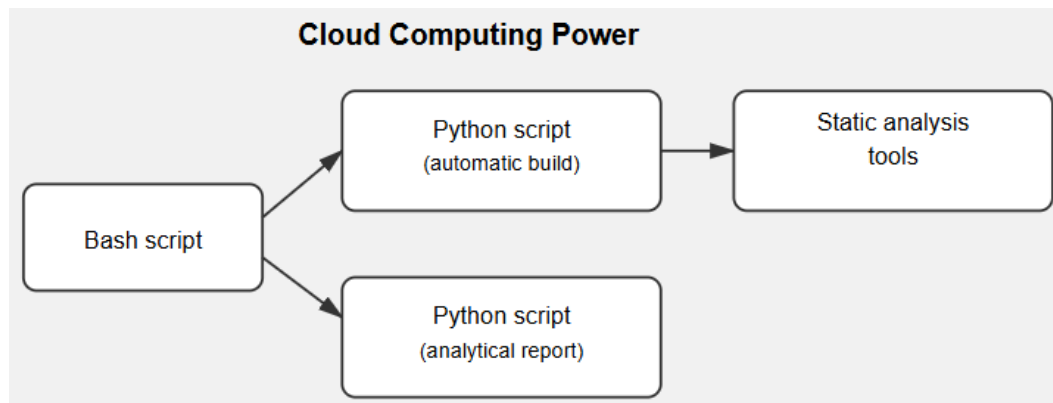 Cloud Computing Power
Python script
(automatic build)
Static analysis
tools
Bash script
Python script
(analytical report)